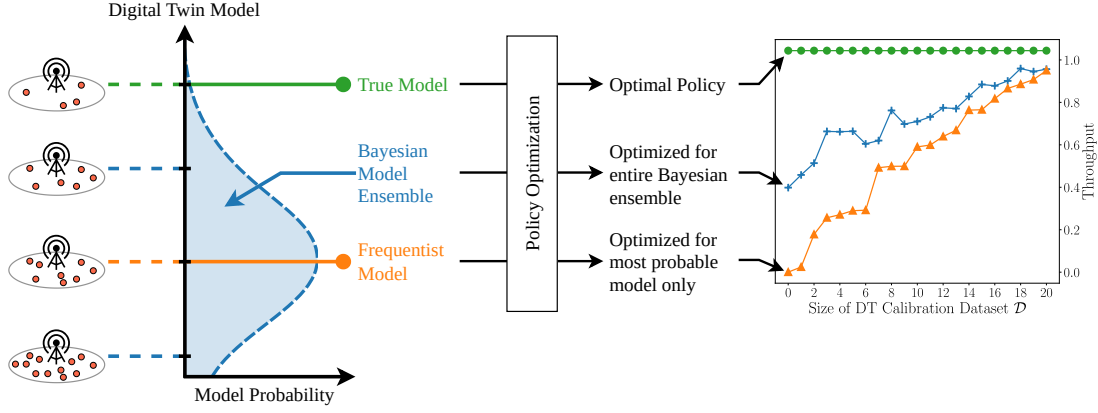 Digital Twin Model
True Model
Bayesian
Model
Ensemble
Frequentist
Model
Model Probability
Policy Optimization
Optimal Policy
Optimized for
entire Bayesian
ensemble
Optimized for
most probable
model only
1.0
0.8
0.6
0.4
0.2
0.0
Throughput
0 2 4 6 8 10 12 14 16 18 20
Size of DT Calibration Dataset 𝒟